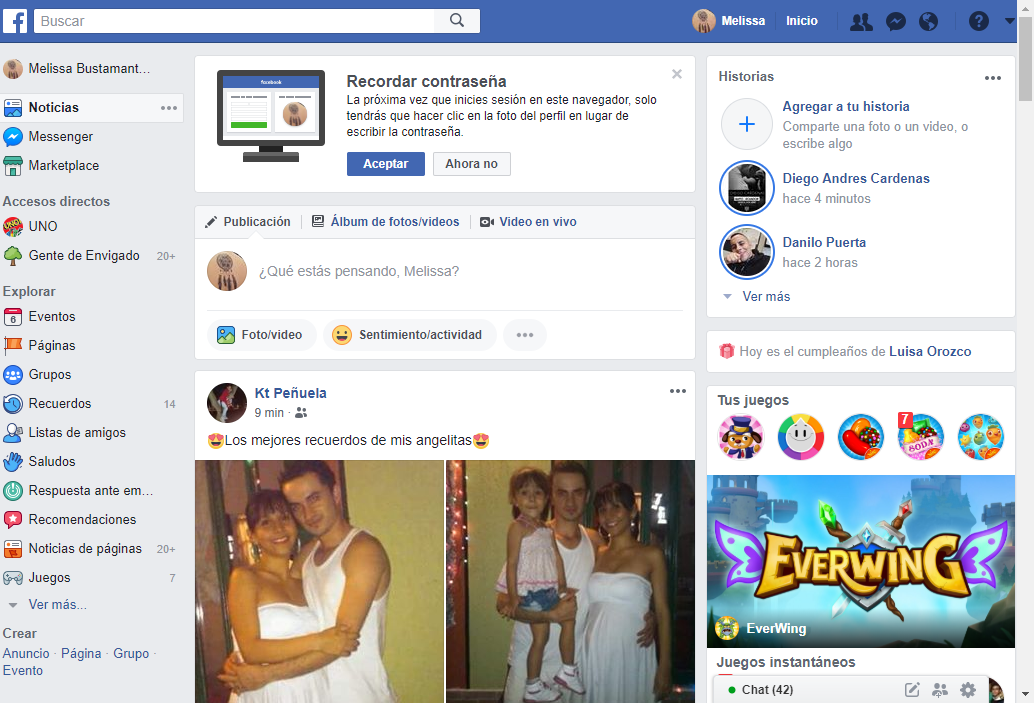 Buscar
Melissa
Inicio
Melissa Bustamant...
Noticias
Messenger
Marketplace
Accesos directos
UNO
Gente de Envigado 20+
Explorar
Eventos
Páginas
Grupos
Recuerdos 14
Listas de amigos
Saludos
Respuesta ante em...
Recomendaciones
Noticias de páginas 20+
Juegos 7
Ver más...
Crear
Anuncio · Página · Grupo ·
Evento
facebook
Recordar contraseña
La próxima vez que inicies sesión en este navegador, solo
tendrás que hacer clic en la foto del perfil en lugar de
escribir la contraseña.
Aceptar
Ahora no
Publicación
Álbum de fotos/videos
Video en vivo
¿Qué estás pensando, Melissa?
Foto/video
Sentimiento/actividad
Kt Peñuela
9 min ·
😍Los mejores recuerdos de mis angelitas😍
Historias
Agregar a tu historia
Comparte una foto o un video, o
escribe algo
Diego Andres Cardenas
hace 4 minutos
Danilo Puerta
hace 2 horas
Ver más
Hoy es el cumpleaños de Luisa Orozco
Tus juegos
7
SODA
EVERWING
EverWing
Juegos instantáneos
Chat (42)